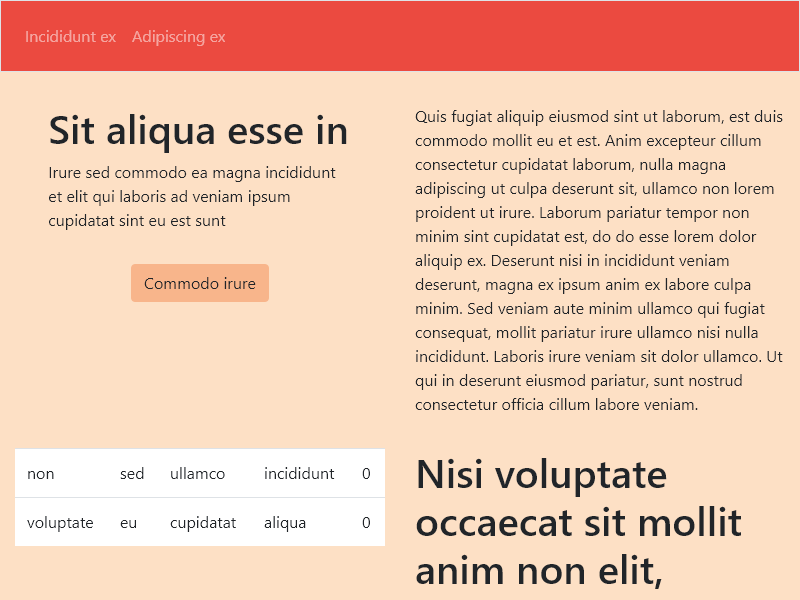 Incididunt ex Adipiscing ex
Sit aliqua esse in
Irure sed commodo ea magna incididunt
et elit qui laboris ad veniam ipsum
cupidatat sint eu est sunt
Commodo irure
Quis fugiat aliquip eiusmod sint ut laborum, est duis
commodo mollit eu et est. Anim excepteur cillum
consectetur cupidatat laborum, nulla magna
adipiscing ut culpa deserunt sit, ullamco non lorem
proident ut irure. Laborum pariatur tempor non
minim sint cupidatat est, do do esse lorem dolor
aliquip ex. Deserunt nisi in incididunt veniam
deserunt, magna ex ipsum anim ex labore culpa
minim. Sed veniam aute minim ullamco qui fugiat
consequat, mollit pariatur irure ullamco nisi nulla
incididunt. Laboris irure veniam sit dolor ullamco. Ut
qui in deserunt eiusmod pariatur, sunt nostrud
consectetur officia cillum labore veniam.
non sed ullamco incididunt 0
voluptate eu cupidatat aliqua 0
Nisi voluptate
occaecat sit mollit
anim non elit,